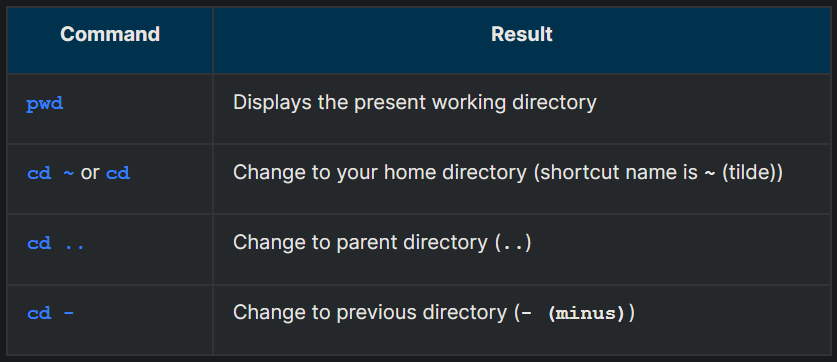 Command Result
pwd Displays the present working directory
cd ~ or cd Change to your home directory (shortcut name is ~ (tilde))
cd .. Change to parent directory (..)
cd - Change to previous directory (- (minus))